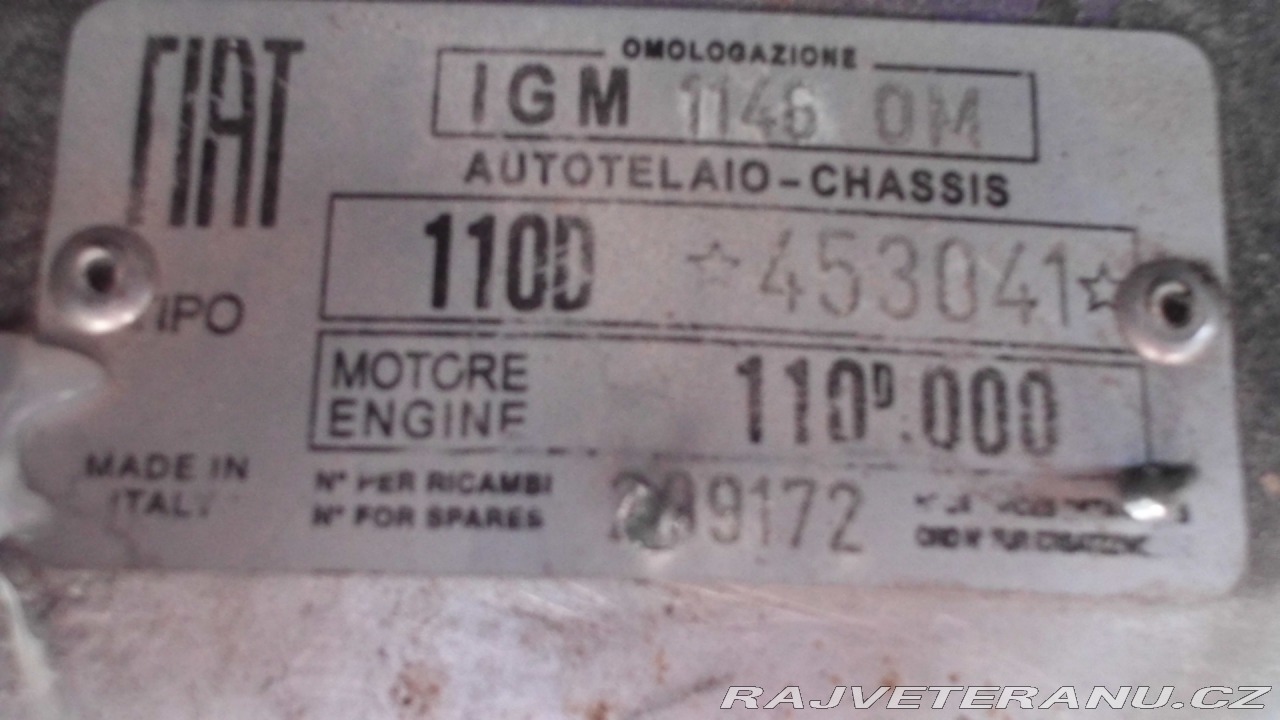 FIAT
OMOLOGAZIONE
IGM 1146 OM
AUTOTELAIO-CHASSIS
TIPO
110D ☆453041☆
MOTORE
ENGINE
110D.000
MADE IN
ITALY
N° PER RICAMBI
N° FOR SPARES
9172
RAJVETERANU.CZ